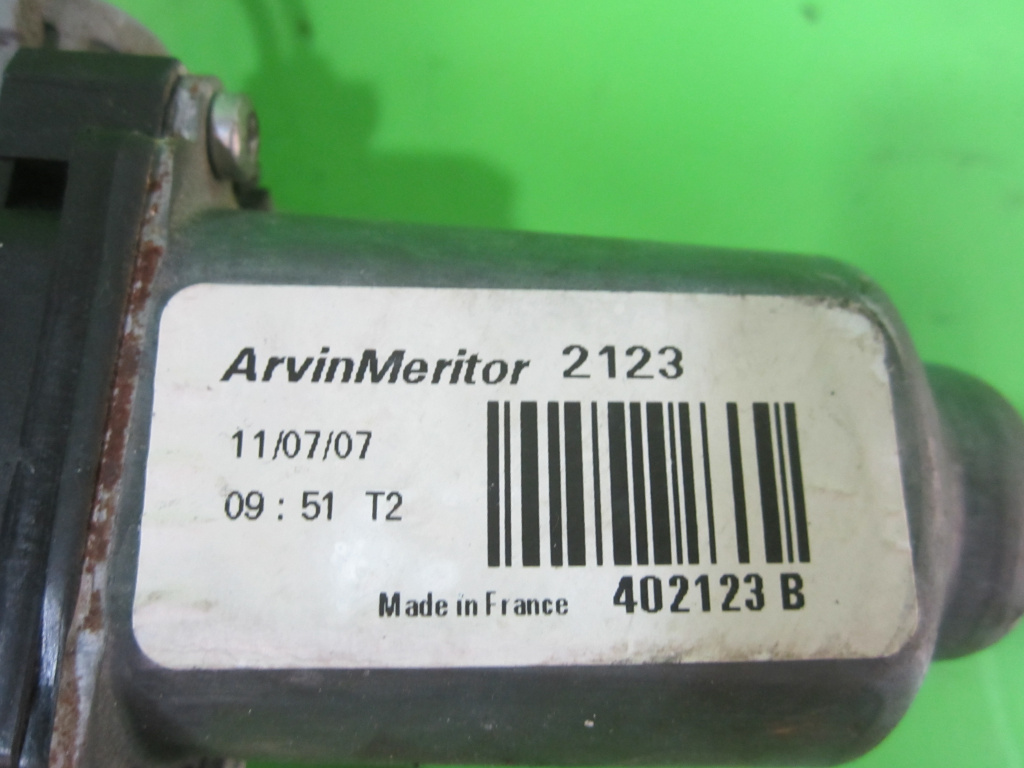 ArvinMeritor 2123
11/07/07
09 : 51 T2
Made in France 402123 B